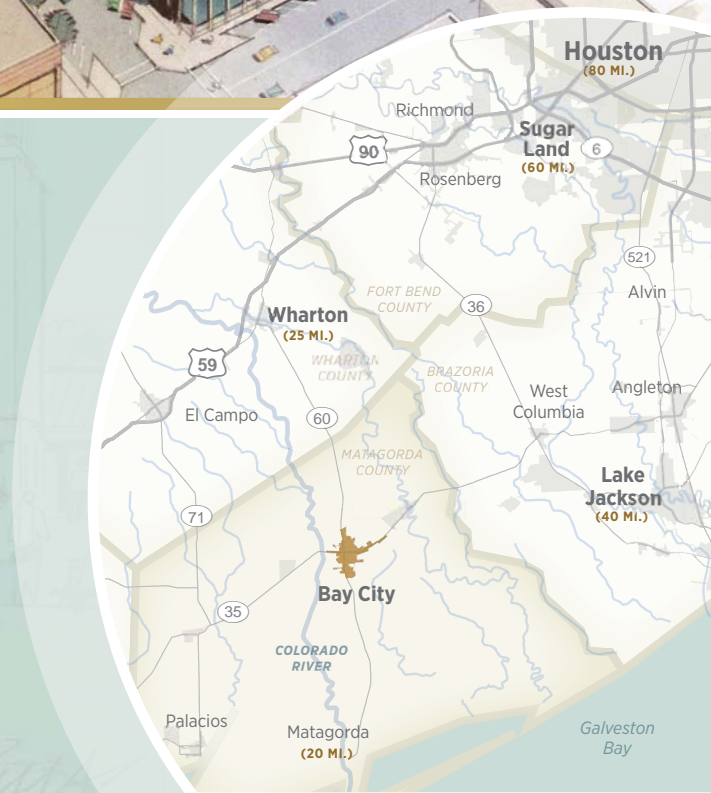 Houston
(80 MI.)
Richmond
90
Sugar
Land
(60 MI.)
6
Rosenberg
521
Alvin
FORT BEND
COUNTY
36
Wharton
(25 MI.)
59
WHARTON
COUNTY
BRAZORIA
COUNTY
West
Columbia
Angleton
El Campo
60
MATAGORDA
COUNTY
Lake
Jackson
(40 MI.)
71
Bay City
35
COLORADO
RIVER
Palacios
Matagorda
(20 MI.)
Galveston
Bay